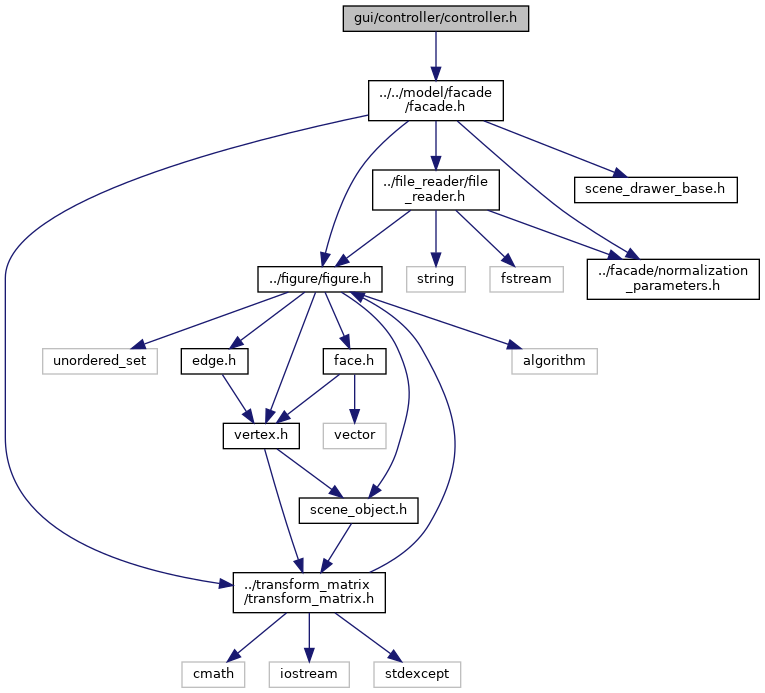 gui/controller/controller.h
../../model/facade
/facade.h
../file_reader/file
_reader.h
scene_drawer_base.h
../figure/figure.h
string
fstream
../facade/normalization
_parameters.h
unordered_set
edge.h
face.h
algorithm
vertex.h
vector
scene_object.h
../transform_matrix
/transform_matrix.h
cmath
iostream
stdexcept